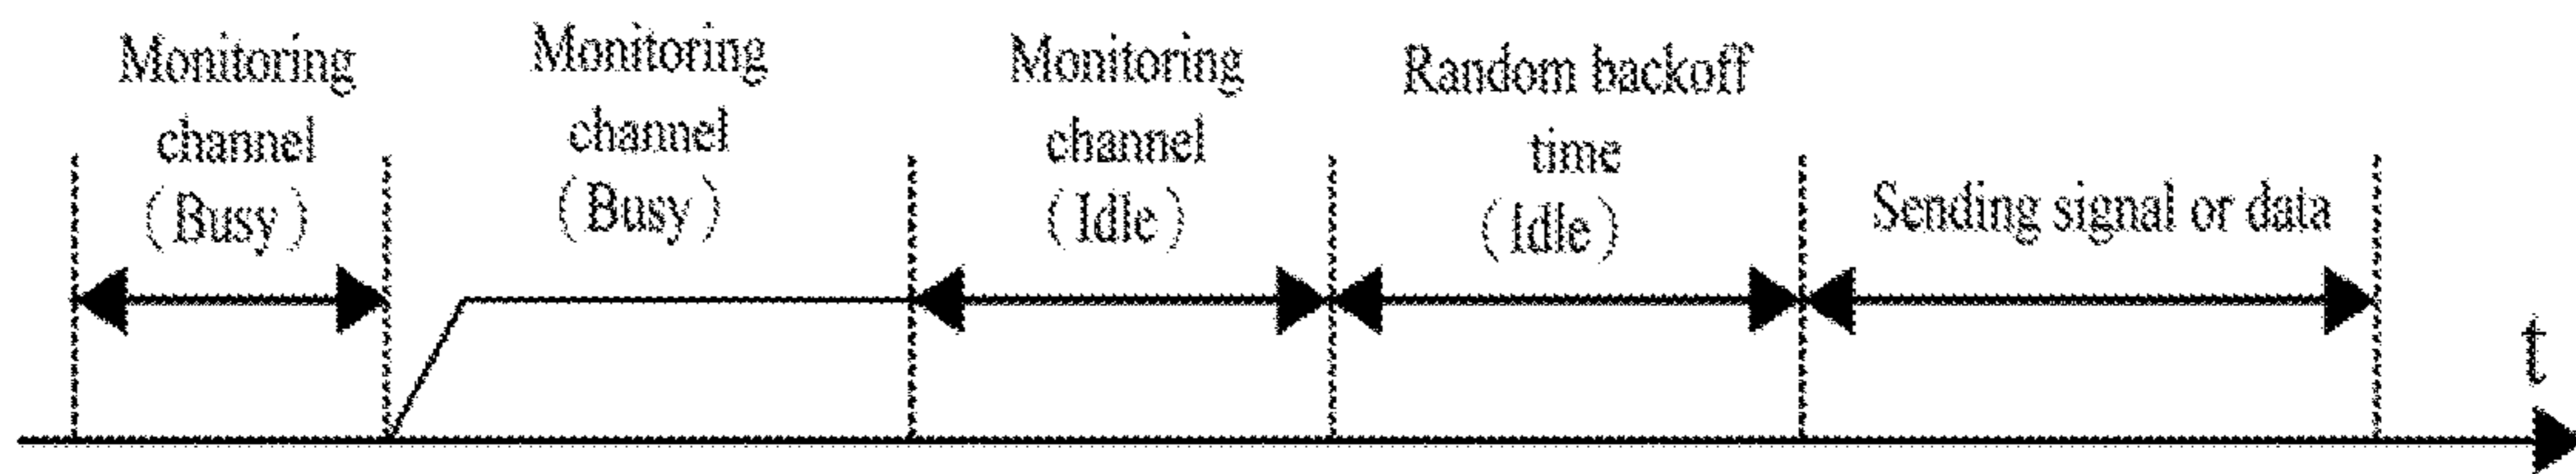 Monitoring
channel
(Busy)
Monitoring
channel
(Busy)
Monitoring
channel
(Idle)
Random backoff
time
(Idle)
Sending signal or data
t